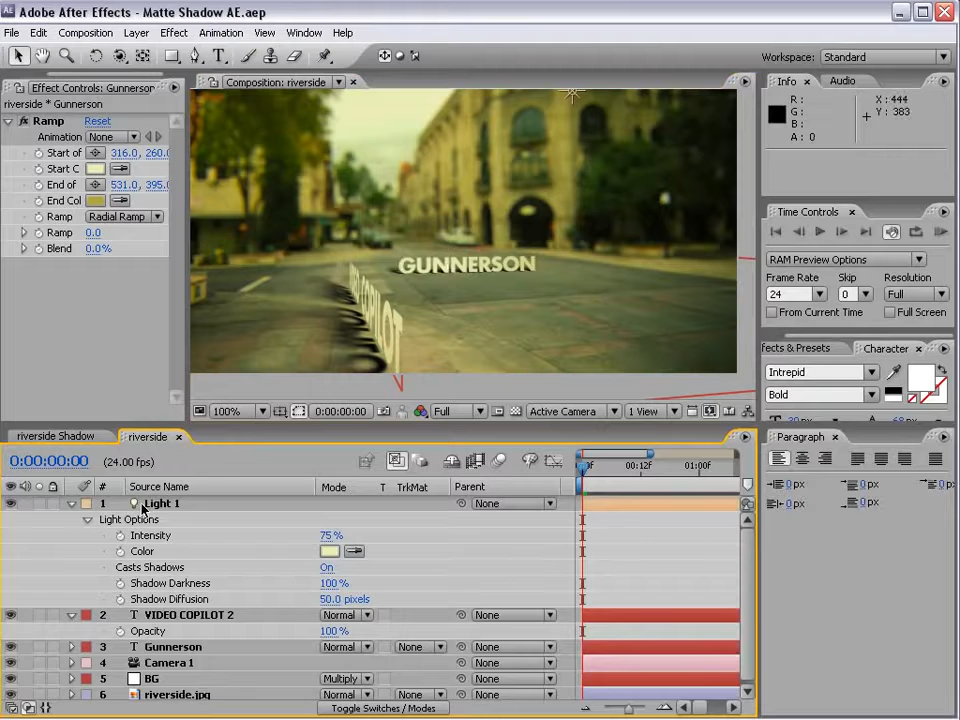 Adobe After Effects - Matte Shadow AE.aep
File Edit Composition Layer Effect Animation View Window Help
Workspace: Standard
Effect Controls: Gunnerson
riverside * Gunnerson
Ramp Reset
Animation None
Start of 316.0, 260.
Start C
End of 531.0, 395.
End Col
Ramp Radial Ramp
Ramp 0.0
Blend 0.0%
Composition: riverside
GUNNERSON
VIDEO COPILOT
100% 0:00:00:00 Full Active Camera 1 View
Info Audio
R: X: 444
G: Y: 383
B:
A: 0
Time Controls
RAM Preview Options
Frame Rate Skip Resolution
24 0 Full
From Current Time Full Screen
fects & Presets Character
Intrepid
Bold
Paragraph
0 px 0 px 0 px
0 px 0 px
riverside Shadow riverside
0:00:00:00 (24.00 fps)
00:12f 01:00f
# Source Name Mode T TrkMat Parent
1 Light 1 None
Light Options
Intensity 75 %
Color
Casts Shadows On
Shadow Darkness 100 %
Shadow Diffusion 50.0 pixels
2 VIDEO COPILOT 2 Normal None
Opacity 100 %
3 Gunnerson Normal None None
4 Camera 1 None
5 BG Multiply None
6 riverside.jpg Normal None None
Toggle Switches / Modes